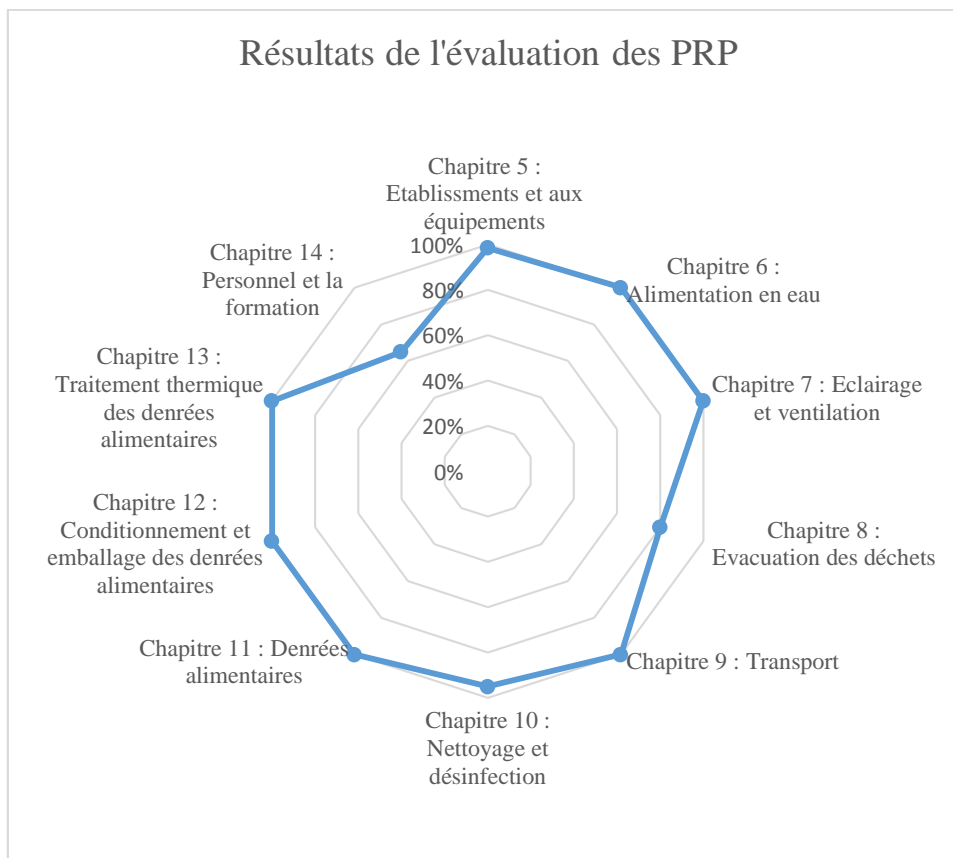 Résultats de l'évaluation des PRP
Chapitre 5 :
Etablissments et aux
équipements
Chapitre 6 :
Alimentation en eau
Chapitre 7 : Eclairage
et ventilation
Chapitre 8 :
Evacuation des déchets
Chapitre 9 : Transport
Chapitre 10 :
Nettoyage et
désinfection
Chapitre 11 : Denrées
alimentaires
Chapitre 12 :
Conditionnement et
emballage des denrées
alimentaires
Chapitre 13 :
Traitement thermique
des denrées
alimentaires
Chapitre 14 :
Personnel et la
formation
100%
80%
60%
40%
20%
0%